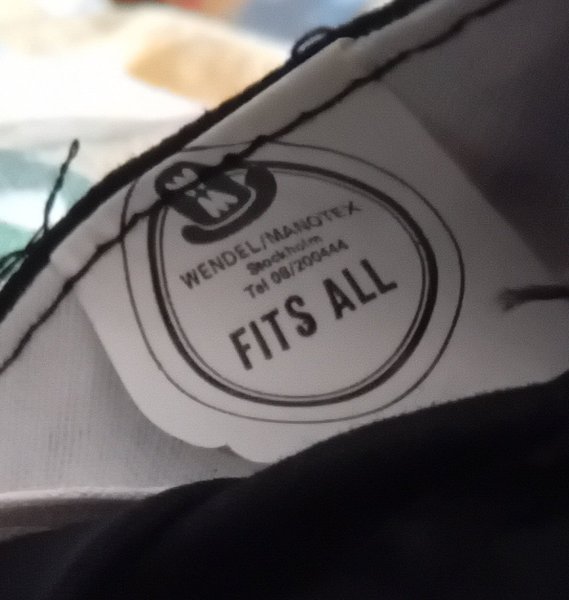 WENDEL/MANOTEX
Stockholm
Tel 08/200444
FITS ALL